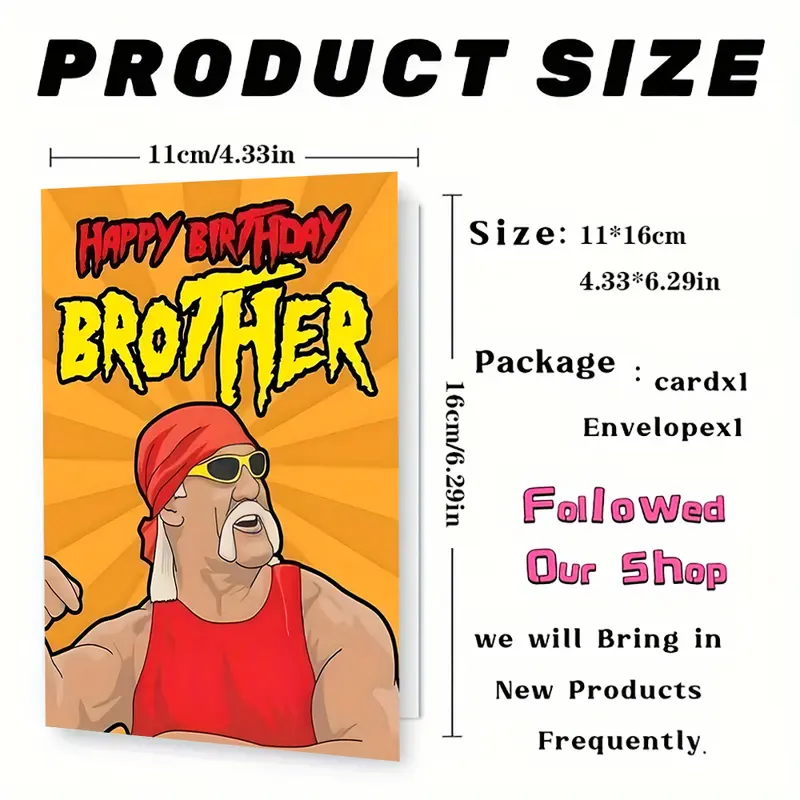 PRODUCT SIZE
11cm/4.33in
HAPPY BIRTHDAY
BROTHER
16cm/6.29in
Size: 11*16cm
4.33*6.29in
Package : cardx1
Envelopex1
Followed
Our Shop
we will Bring in
New Products
Frequently.